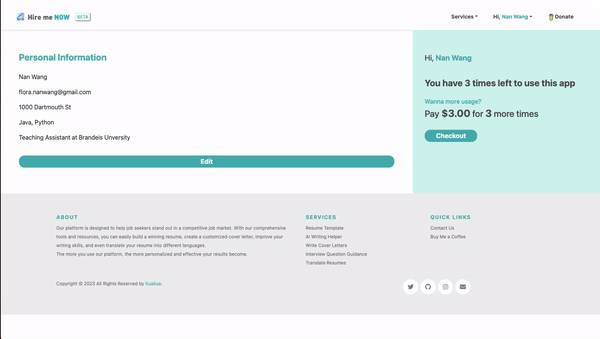 Hire me NOW BETA
Services
Hi, Nan Wang
Donate
Personal Information
Nan Wang
flora.nanwang@gmail.com
1000 Dartmouth St
Java, Python
Teaching Assistant at Brandeis Unversity
Edit
Hi, Nan Wang
You have 3 times left to use this app
Wanna more usage?
Pay $3.00 for 3 more times
Checkout
ABOUT
Our platform is designed to help job seekers stand out in a competitive job market. With our comprehensive
tools and resources, you can easily build a winning resume, create a customized cover letter, improve your
writing skills, and even translate your resume into different languages.
The more you use our platform, the more personalized and effective your results become.
SERVICES
Resume Template
AI Writing Helper
Write Cover Letters
Interview Question Guidance
Translate Resumes
QUICK LINKS
Contact Us
Buy Me a Coffee
Copyright © 2023 All Rights Reserved by Kuakua.